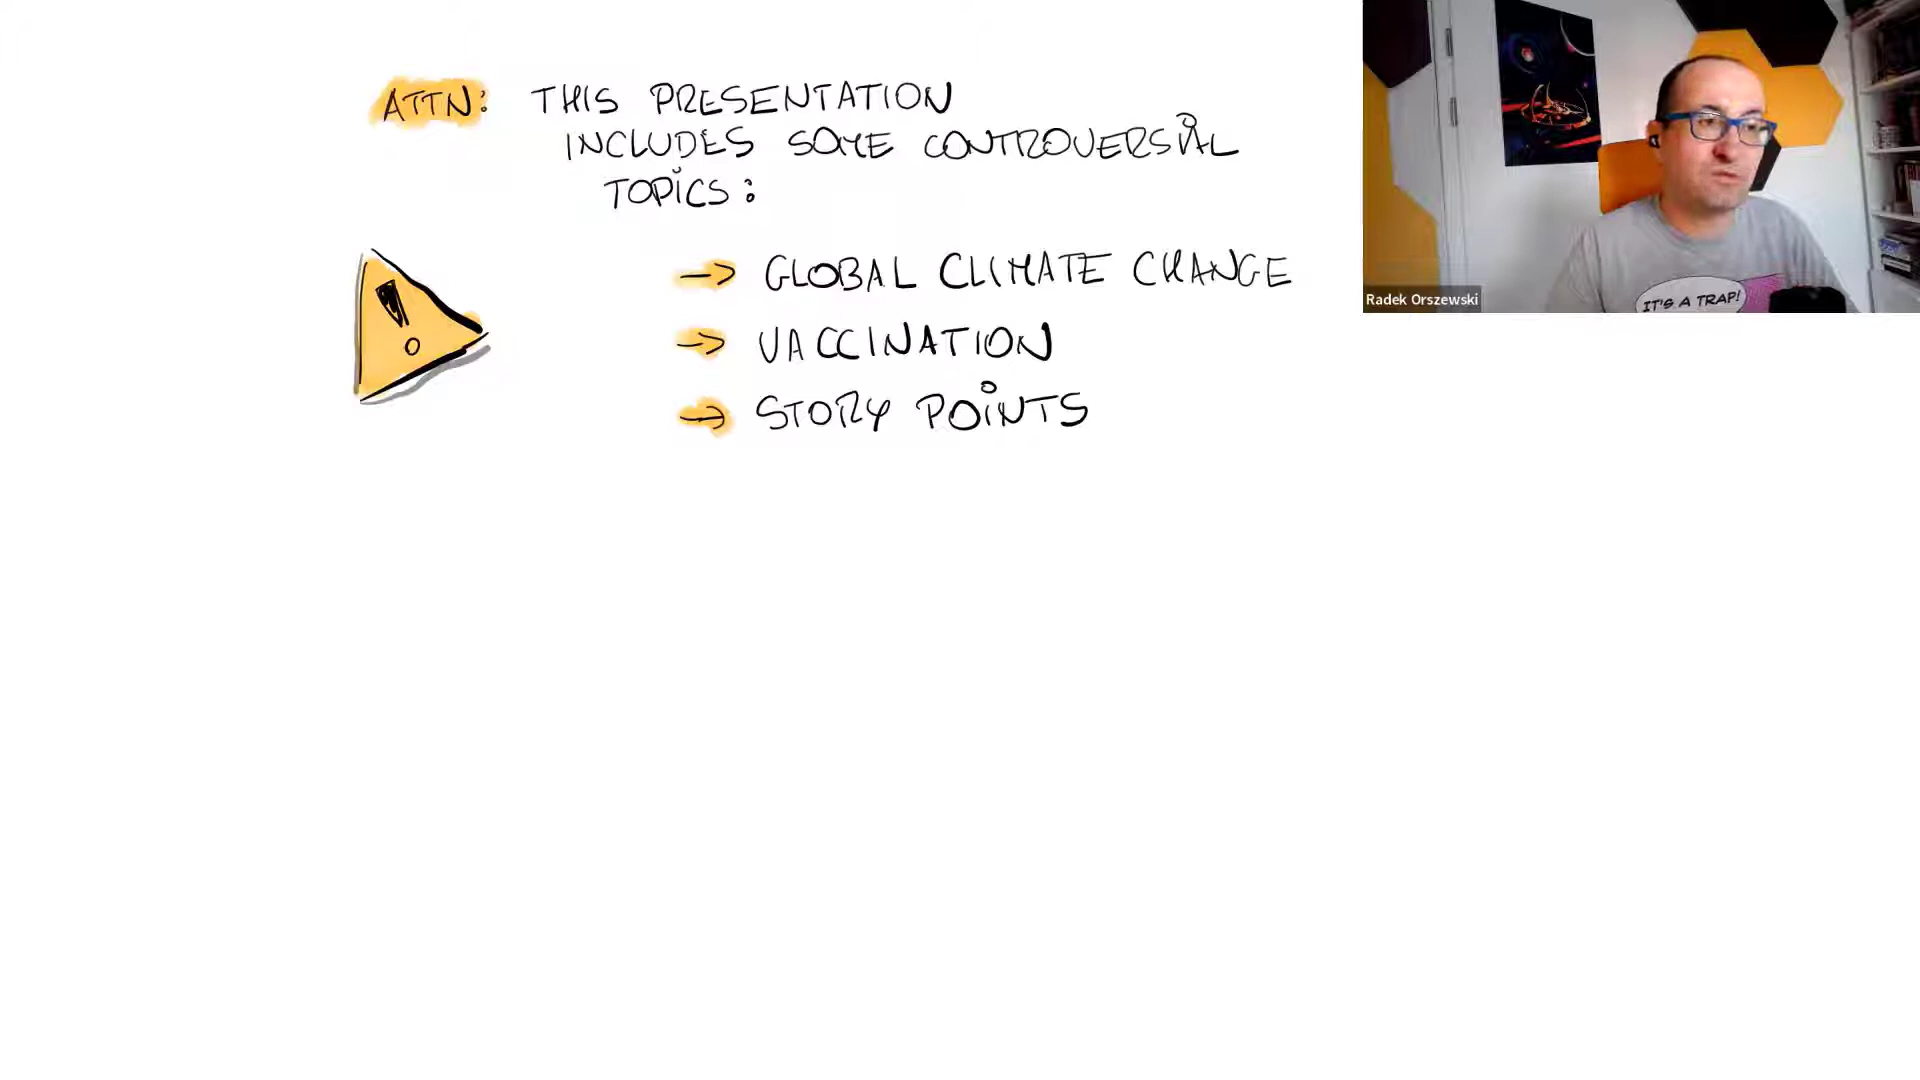 ATTN: THIS PRESENTATION
INCLUDES SOME CONTROVERSIAL
TOPICS:
→ GLOBAL CLIMATE CHANGE
→ VACCINATION
→ STORY POINTS
!
Radek Orszewski
IT'S A TRAP!